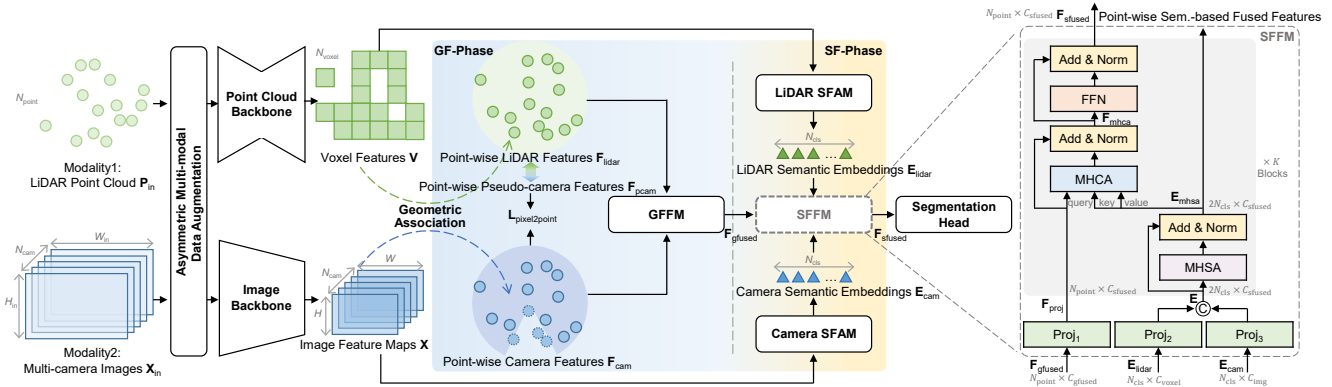 N_point
Modality1:
LiDAR Point Cloud P_in
W_in
N_cam
H_in
Modality2:
Multi-camera Images X_in
Asymmetric Multi-modal
Data Augmentation
Point Cloud
Backbone
Image
Backbone
N_voxel
Voxel Features V
Geometric
Association
N_cam
W
H
Image Feature Maps X
GF-Phase
Point-wise LiDAR Features F_lidar
Point-wise Pseudo-camera Features F_pcam
L_pixel2point
Point-wise Camera Features F_cam
GFFM
F_gfused
SF-Phase
LiDAR SFAM
N_cls
...
LiDAR Semantic Embeddings E_lidar
SFFM
F_sfused
N_cls
...
Camera Semantic Embeddings E_cam
Camera SFAM
Segmentation
Head
N_point × C_sfused
F_sfused
Point-wise Sem.-based Fused Features
SFFM
Add & Norm
FFN
F_mhca
Add & Norm
× K
Blocks
MHCA
query
key
value
E_mhsa
2N_cls × C_sfused
Add & Norm
MHSA
N_point × C_sfused
2N_cls × C_sfused
F_proj
E
C
Proj_1
Proj_2
Proj_3
F_gfused
E_lidar
E_cam
N_point × C_gfused
N_cls × C_voxel
N_cls × C_img